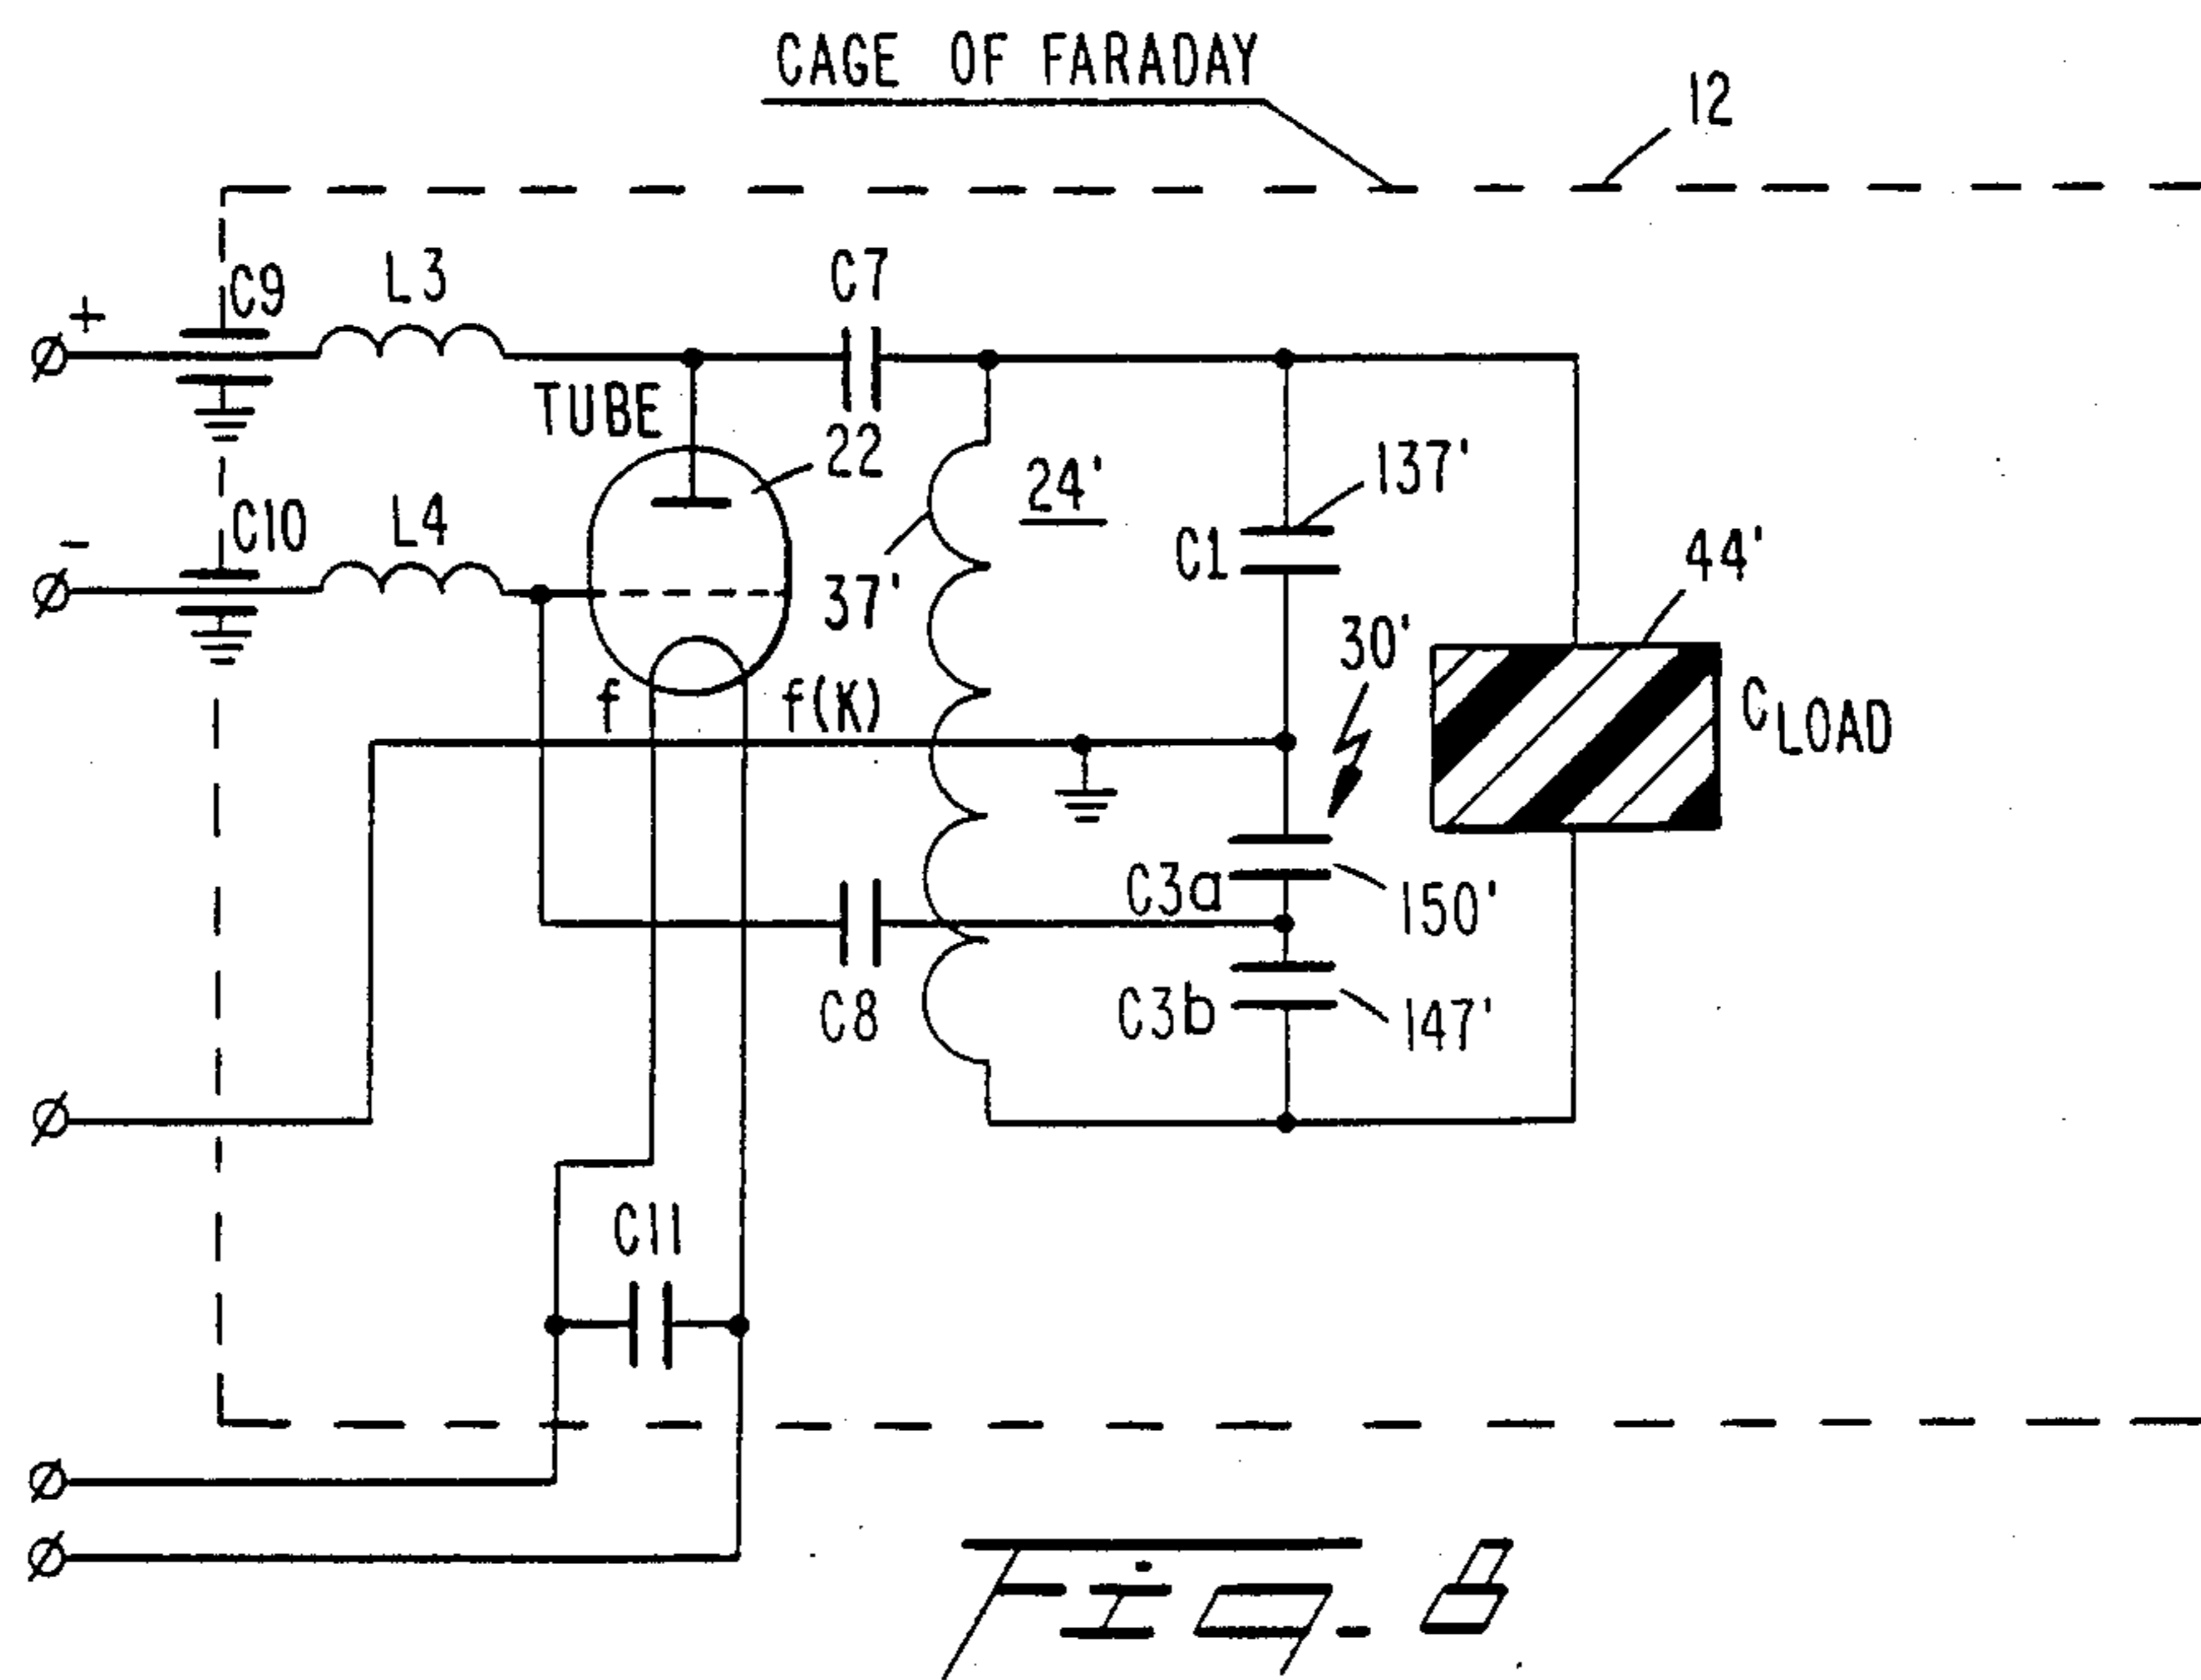 CAGE OF FARADAY
12
C9
L3
C7
+
TUBE
22
24'
137'
C10
L4
-
37'
C1
44'
30'
f
f(K)
CLOAD
C3a
150'
C8
C3b
147'
C11
Fig. 8